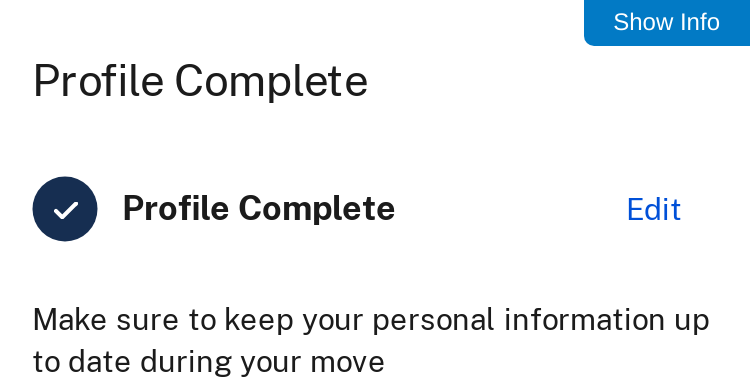 Show Info
Profile Complete
Profile Complete
Edit
Make sure to keep your personal information up
to date during your move